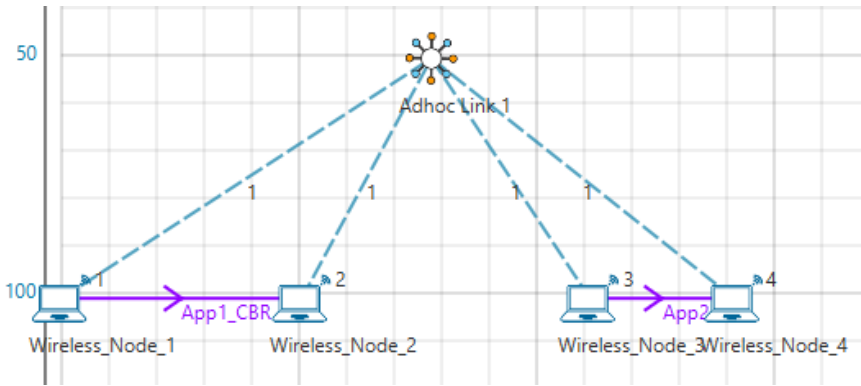 50
Adhoc Link 1
1
1
1
1
100
1
2
3
4
App1_CBR
App2
Wireless_Node_1
Wireless_Node_2
Wireless_Node_3
Wireless_Node_4